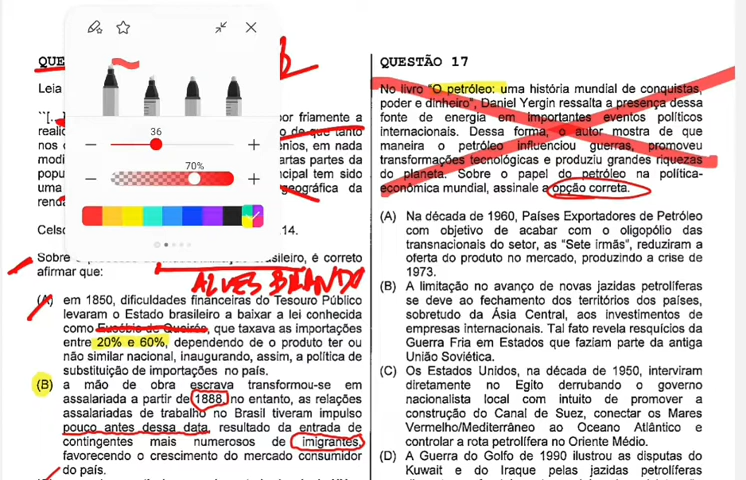 QUE
Leia
"[...
realid
nos
modi
popu
uma
renda
por friamente a
de que tanto
ênios, em nada
artas partes da
ncipal tem sido
geográfica da
36
70%
Celso
14.
Sobre
asileiro, é correto
afirmar que:
ALVES BRANDO
(A) em 1850, dificuldades financeiras do Tesouro Público
levaram o Estado brasileiro a baixar a lei conhecida
como Eusébio de Queirós, que taxava as importações
entre 20% e 60%, dependendo de o produto ter ou
não similar nacional, inaugurando, assim, a política de
substituição de importações no país.
(B) a mão de obra escrava transformou-se em
assalariada a partir de 1888, no entanto, as relações
assalariadas de trabalho no Brasil tiveram impulso
pouco antes dessa data, resultado da entrada de
contingentes mais numerosos de imigrantes,
favorecendo o crescimento do mercado consumidor
do país.
QUESTÃO 17
No livro "O petróleo: uma história mundial de conquistas,
poder e dinheiro", Daniel Yergin ressalta a presença dessa
fonte de energia em importantes eventos políticos
internacionais. Dessa forma, o autor mostra de que
maneira o petróleo influenciou guerras, promoveu
transformações tecnológicas e produziu grandes riquezas
do planeta. Sobre o papel do petróleo na política-
econômica mundial, assinale a opção correta.
(A) Na década de 1960, Países Exportadores de Petróleo
com objetivo de acabar com o oligopólio das
transnacionais do setor, as "Sete irmãs", reduziram a
oferta do produto no mercado, produzindo a crise de
1973.
(B) A limitação no avanço de novas jazidas petrolíferas
se deve ao fechamento dos territórios dos países,
sobretudo da Ásia Central, aos investimentos de
empresas internacionais. Tal fato revela resquícios da
Guerra Fria em Estados que faziam parte da antiga
União Soviética.
(C) Os Estados Unidos, na década de 1950, interviram
diretamente no Egito derrubando o governo
nacionalista local com intuito de promover a
construção do Canal de Suez, conectar os Mares
Vermelho/Mediterrâneo ao Oceano Atlântico e
controlar a rota petrolífera no Oriente Médio.
(D) A Guerra do Golfo de 1990 ilustrou as disputas do
Kuwait e do Iraque pelas jazidas petrolíferas